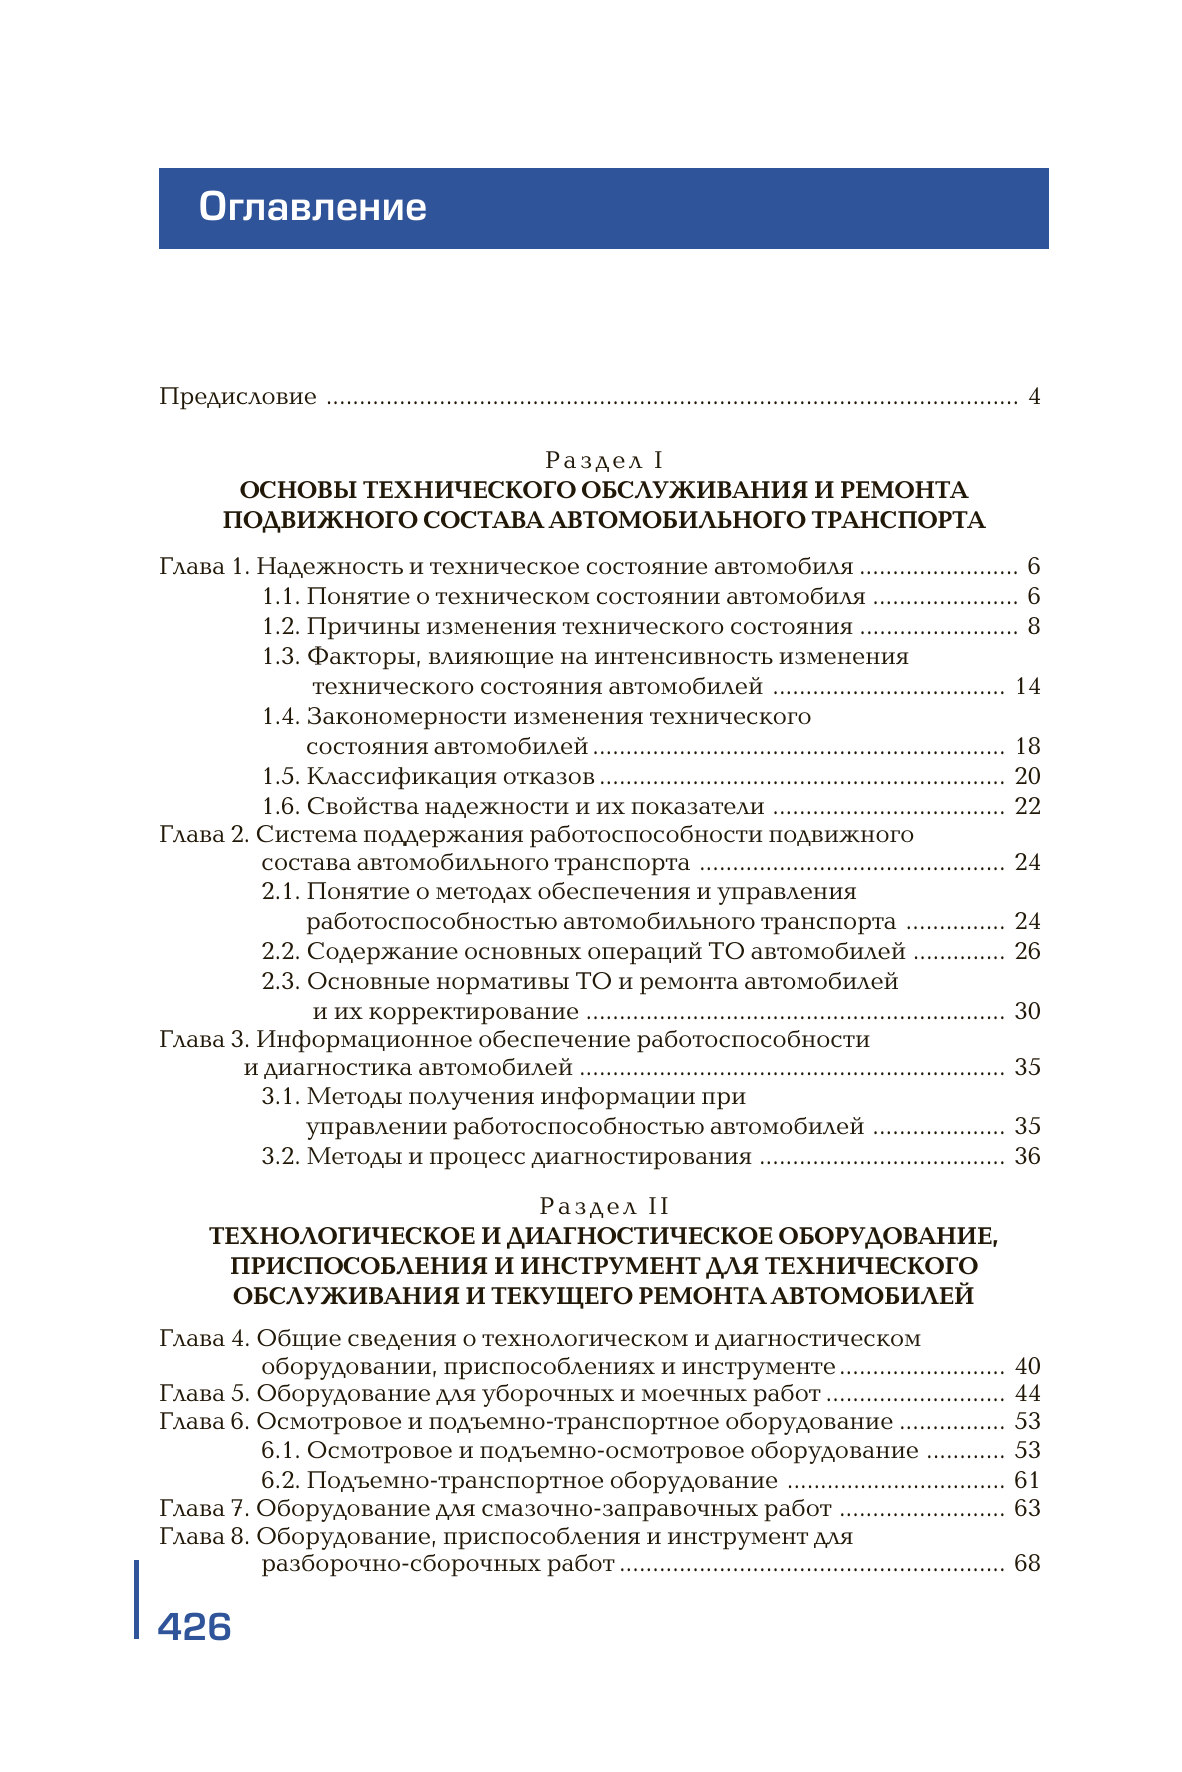 Оглавление
Предисловие ........................................................................................................ 4
Раздел I
ОСНОВЫ ТЕХНИЧЕСКОГО ОБСЛУЖИВАНИЯ И РЕМОНТА
ПОДВИЖНОГО СОСТАВА АВТОМОБИЛЬНОГО ТРАНСПОРТА
Глава 1. Надежность и техническое состояние автомобиля ........................ 6
1.1. Понятие о техническом состоянии автомобиля ...................... 6
1.2. Причины изменения технического состояния ........................ 8
1.3. Факторы, влияющие на интенсивность изменения
технического состояния автомобилей ................................... 14
1.4. Закономерности изменения технического
состояния автомобилей .............................................................. 18
1.5. Классификация отказов ............................................................. 20
1.6. Свойства надежности и их показатели ................................... 22
Глава 2. Система поддержания работоспособности подвижного
состава автомобильного транспорта .............................................. 24
2.1. Понятие о методах обеспечения и управления
работоспособностью автомобильного транспорта ............... 24
2.2. Содержание основных операций ТО автомобилей .............. 26
2.3. Основные нормативы ТО и ремонта автомобилей
и их корректирование ............................................................... 30
Глава 3. Информационное обеспечение работоспособности
и диагностика автомобилей ................................................................ 35
3.1. Методы получения информации при
управлении работоспособностью автомобилей .................... 35
3.2. Методы и процесс диагностирования ..................................... 36
Раздел II
ТЕХНОЛОГИЧЕСКОЕ И ДИАГНОСТИЧЕСКОЕ ОБОРУДОВАНИЕ,
ПРИСПОСОБЛЕНИЯ И ИНСТРУМЕНТ ДЛЯ ТЕХНИЧЕСКОГО
ОБСЛУЖИВАНИЯ И ТЕКУЩЕГО РЕМОНТА АВТОМОБИЛЕЙ
Глава 4. Общие сведения о технологическом и диагностическом
оборудовании, приспособлениях и инструменте ......................... 40
Глава 5. Оборудование для уборочных и моечных работ ........................... 44
Глава 6. Осмотровое и подъемно-транспортное оборудование ................ 53
6.1. Осмотровое и подъемно-осмотровое оборудование ............ 53
6.2. Подъемно-транспортное оборудование ................................. 61
Глава 7. Оборудование для смазочно-заправочных работ ......................... 63
Глава 8. Оборудование, приспособления и инструмент для
разборочно-сборочных работ .......................................................... 68
426